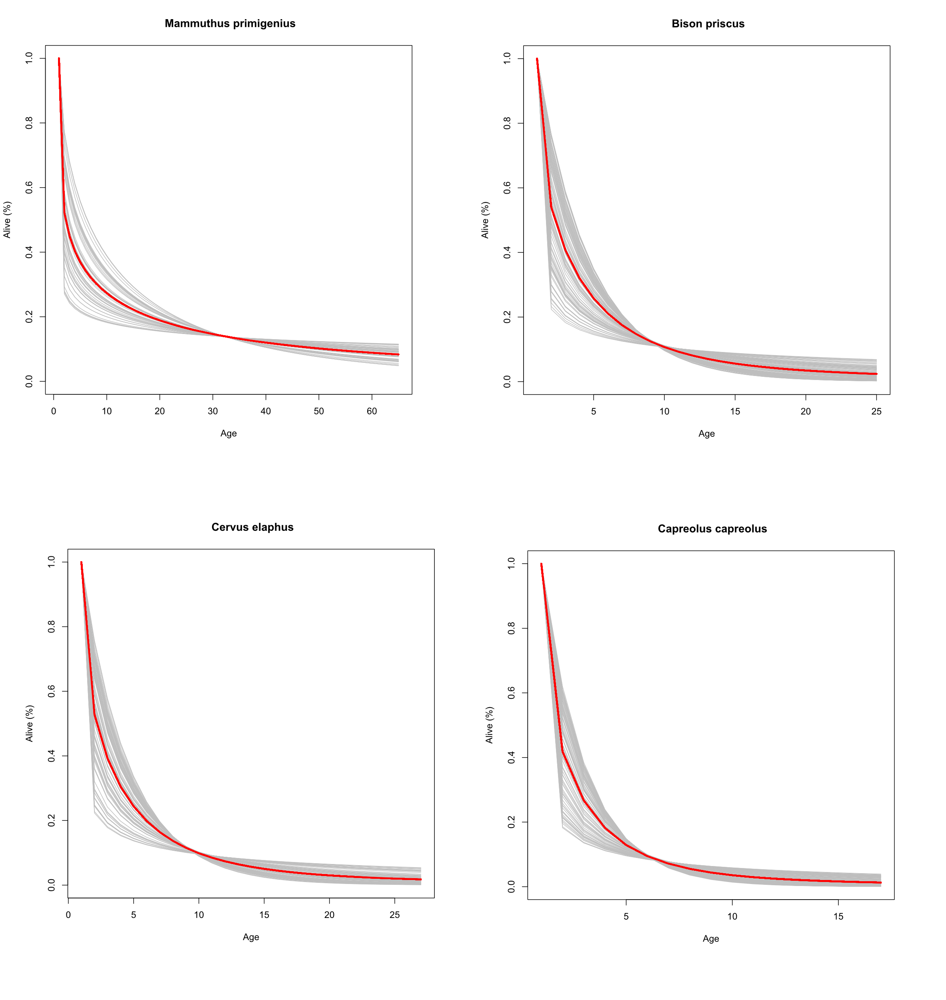 Mammuthus primigenius
Alive (%)
1.0
0.8
0.6
0.4
0.2
0.0
0 10 20 30 40 50 60
Age
Bison priscus
Alive (%)
1.0
0.8
0.6
0.4
0.2
0.0
5 10 15 20 25
Age
Cervus elaphus
Alive (%)
1.0
0.8
0.6
0.4
0.2
0.0
0 5 10 15 20 25
Age
Capreolus capreolus
Alive (%)
1.0
0.8
0.6
0.4
0.2
0.0
5 10 15
Age